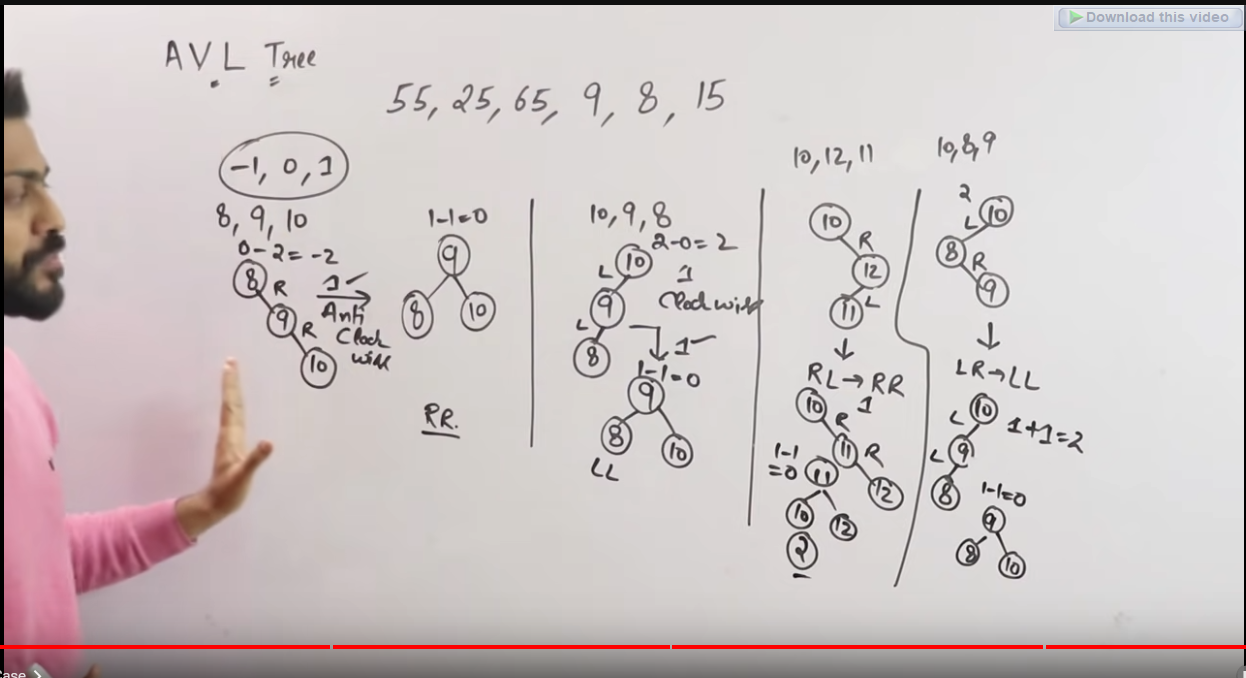 Download this video
AVL Tree
55, 25, 65, 9, 8, 15
-1, 0, 1
8, 9, 10
0-2=-2
8
R
9
R
10
1
Anti
Clock
wise
1-1=0
9
8
10
RR.
10, 9, 8
2-0=2
10
L
9
L
8
1
Clockwise
1
1-1=0
9
8
10
LL
10, 12, 11
10
R
12
L
11
RL→RR
10
R
1
11
R
12
1-1
=0
11
10
12
2
10, 8, 9
2
10
L
8
R
9
LR→LL
10
L
9
L
8
1+1=2
1-1=0
9
8
10